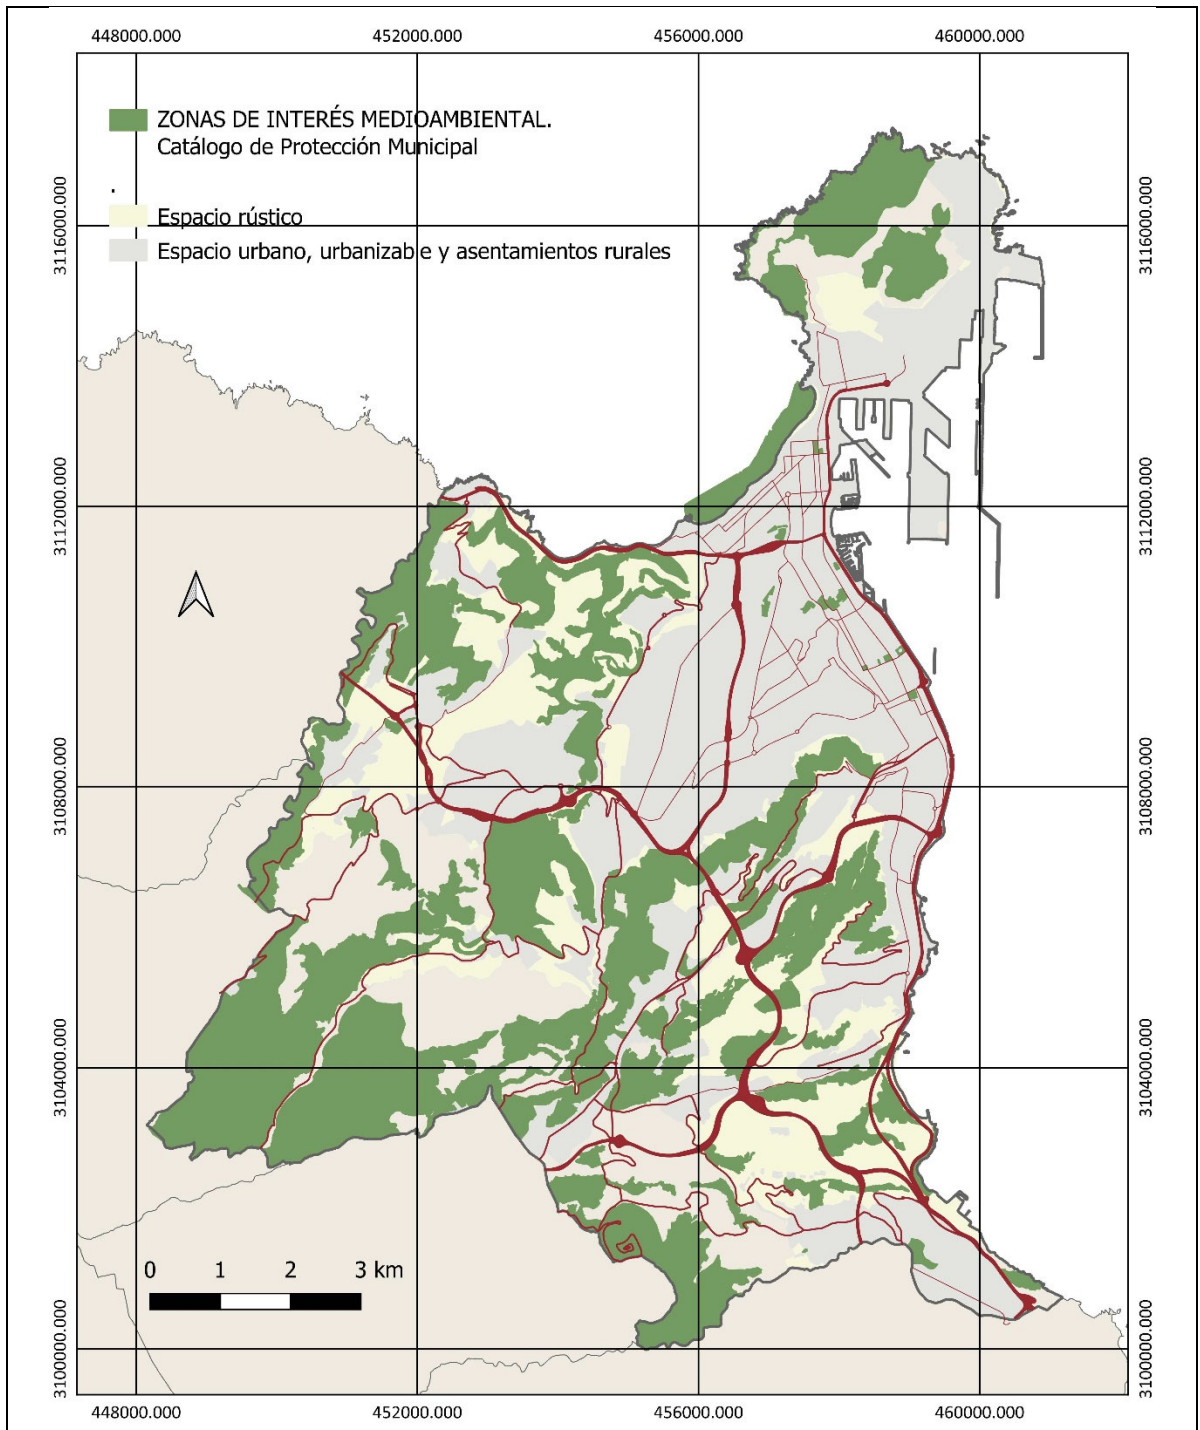 448000.000 452000.000 456000.000 460000.000
ZONAS DE INTERÉS MEDIOAMBIENTAL.
Catálogo de Protección Municipal
.
Espacio rústico
Espacio urbano, urbanizable y asentamientos rurales
3116000.000 3116000.000
3112000.000 3112000.000
3108000.000 3108000.000
3104000.000 3104000.000
0 1 2 3 km
3100000.000 3100000.000
448000.000 452000.000 456000.000 460000.000